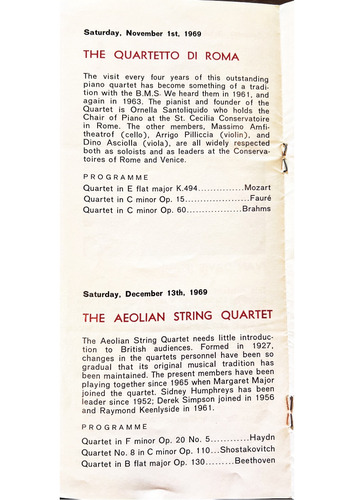 Saturday, November 1st, 1969
THE QUARTETTO DI ROMA
The visit every four years of this outstanding
piano quartet has become something of a tradi-
tion with the B.M.S. We heard them in 1961, and
again in 1963. The pianist and founder of the
Quartet is Ornella Santoliquido who holds the
Chair of Piano at the St. Cecilia Conservatoire
in Rome. The other members, Massimo Amfi-
theatrof (cello), Arrigo Pilliccia (violin), and
Dino Asciolla (viola), are all widely respected
both as soloists and as leaders at the Conserva-
toires of Rome and Venice.
PROGRAMME
Quartet in E flat major K.494..............Mozart
Quartet in C minor Op. 15....................Fauré
Quartet in C minor Op. 60.................Brahms
Saturday, December 13th, 1969
THE AEOLIAN STRING QUARTET
The Aeolian String Quartet needs little introduc-
tion to British audiences. Formed in 1927,
changes in the quartets personnel have been so
gradual that its original musical tradition has
been maintained. The present members have been
playing together since 1965 when Margaret Major
joined the quartet. Sidney Humphreys has been
leader since 1952; Derek Simpson joined in 1956
and Raymond Keenlyside in 1961.
PROGRAMME
Quartet in F minor Op. 20 No. 5............Haydn
Quartet No. 8 in C minor Op. 110...Shostakovitch
Quartet in B flat major Op. 130.........Beethoven